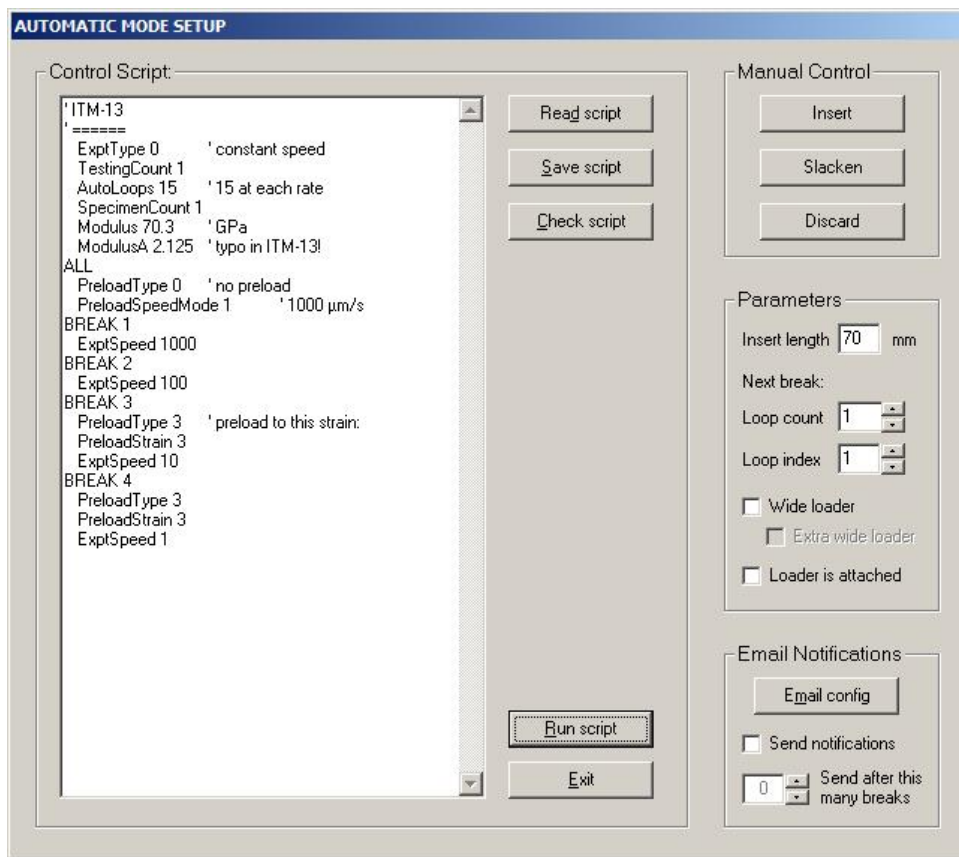 AUTOMATIC MODE SETUP
Control Script:
' ITM-13
' ======
ExptType 0 ' constant speed
TestingCount 1
AutoLoops 15 ' 15 at each rate
SpecimenCount 1
Modulus 70.3 ' GPa
ModulusA 2.125 ' typo in ITM-13!
ALL
PreloadType 0 ' no preload
PreloadSpeedMode 1 ' 1000 µm/s
BREAK 1
ExptSpeed 1000
BREAK 2
ExptSpeed 100
BREAK 3
PreloadType 3 ' preload to this strain:
PreloadStrain 3
ExptSpeed 10
BREAK 4
PreloadType 3
PreloadStrain 3
ExptSpeed 1
Read script
Save script
Check script
Run script
Exit
Manual Control
Insert
Slacken
Discard
Parameters
Insert length 70 mm
Next break:
Loop count 1
Loop index 1
Wide loader
Extra wide loader
Loader is attached
Email Notifications
Email config
Send notifications
0 Send after this
many breaks